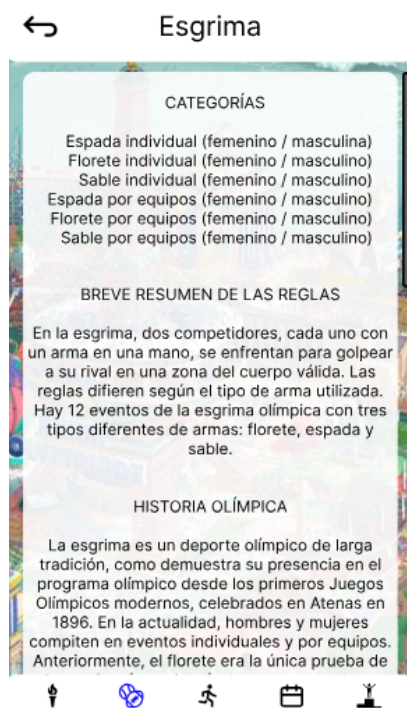 Esgrima
CATEGORÍAS
Espada individual (femenino / masculina)
Florete individual (femenino / masculino)
Sable individual (femenino / masculino)
Espada por equipos (femenino / masculino)
Florete por equipos (femenino / masculino)
Sable por equipos (femenino / masculino)
BREVE RESUMEN DE LAS REGLAS
En la esgrima, dos competidores, cada uno con
un arma en una mano, se enfrentan para golpear
a su rival en una zona del cuerpo válida. Las
reglas difieren según el tipo de arma utilizada.
Hay 12 eventos de la esgrima olímpica con tres
tipos diferentes de armas: florete, espada y
sable.
HISTORIA OLÍMPICA
La esgrima es un deporte olímpico de larga
tradición, como demuestra su presencia en el
programa olímpico desde los primeros Juegos
Olímpicos modernos, celebrados en Atenas en
1896. En la actualidad, hombres y mujeres
compiten en eventos individuales y por equipos.
Anteriormente, el florete era la única prueba de